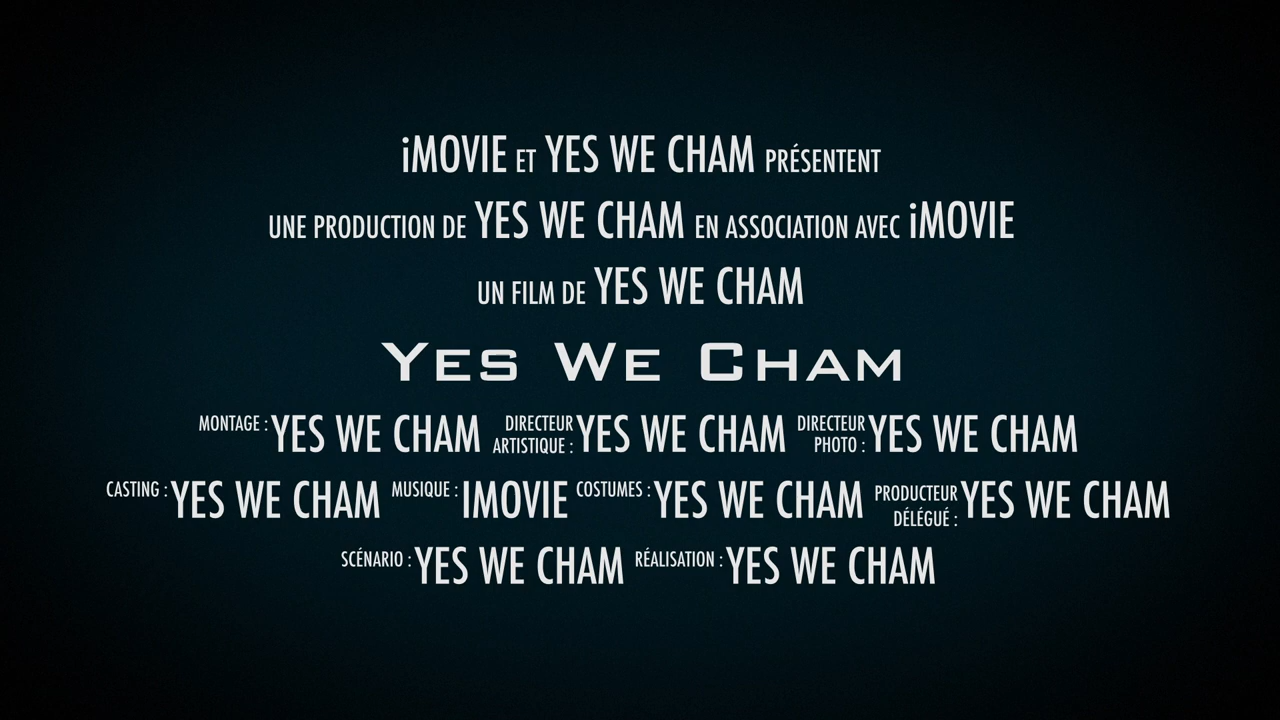 iMOVIE ET YES WE CHAM PRÉSENTENT
UNE PRODUCTION DE YES WE CHAM EN ASSOCIATION AVEC iMOVIE
UN FILM DE YES WE CHAM
YES WE CHAM
MONTAGE : YES WE CHAM DIRECTEUR ARTISTIQUE : YES WE CHAM DIRECTEUR PHOTO : YES WE CHAM
CASTING : YES WE CHAM MUSIQUE : IMOVIE COSTUMES : YES WE CHAM PRODUCTEUR DÉLÉGUÉ : YES WE CHAM
SCÉNARIO : YES WE CHAM RÉALISATION : YES WE CHAM